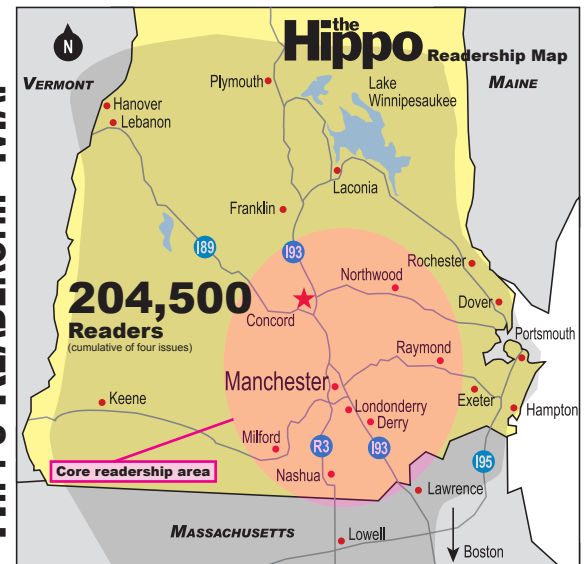 the
Hippo Readership Map
N
VERMONT
MAINE
Plymouth
Lake
Winnipesaukee
Hanover
Lebanon
Laconia
Franklin
I89
I93
Rochester
Northwood
204,500
Readers
(cumulative of four issues)
Dover
Concord
Portsmouth
Raymond
Manchester
Keene
Exeter
Londonderry
Hampton
Derry
Milford
R3
I93
I95
Core readership area
Nashua
Lawrence
MASSACHUSETTS
Lowell
Boston